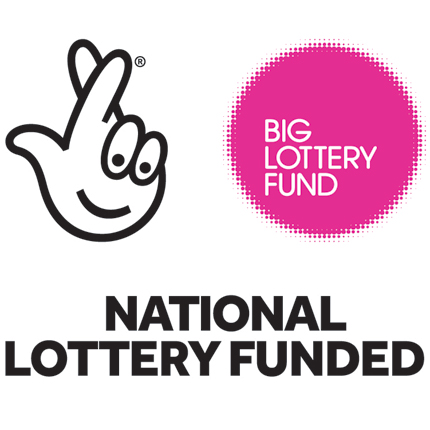 ®
BIG
LOTTERY
FUND
NATIONAL
LOTTERY FUNDED